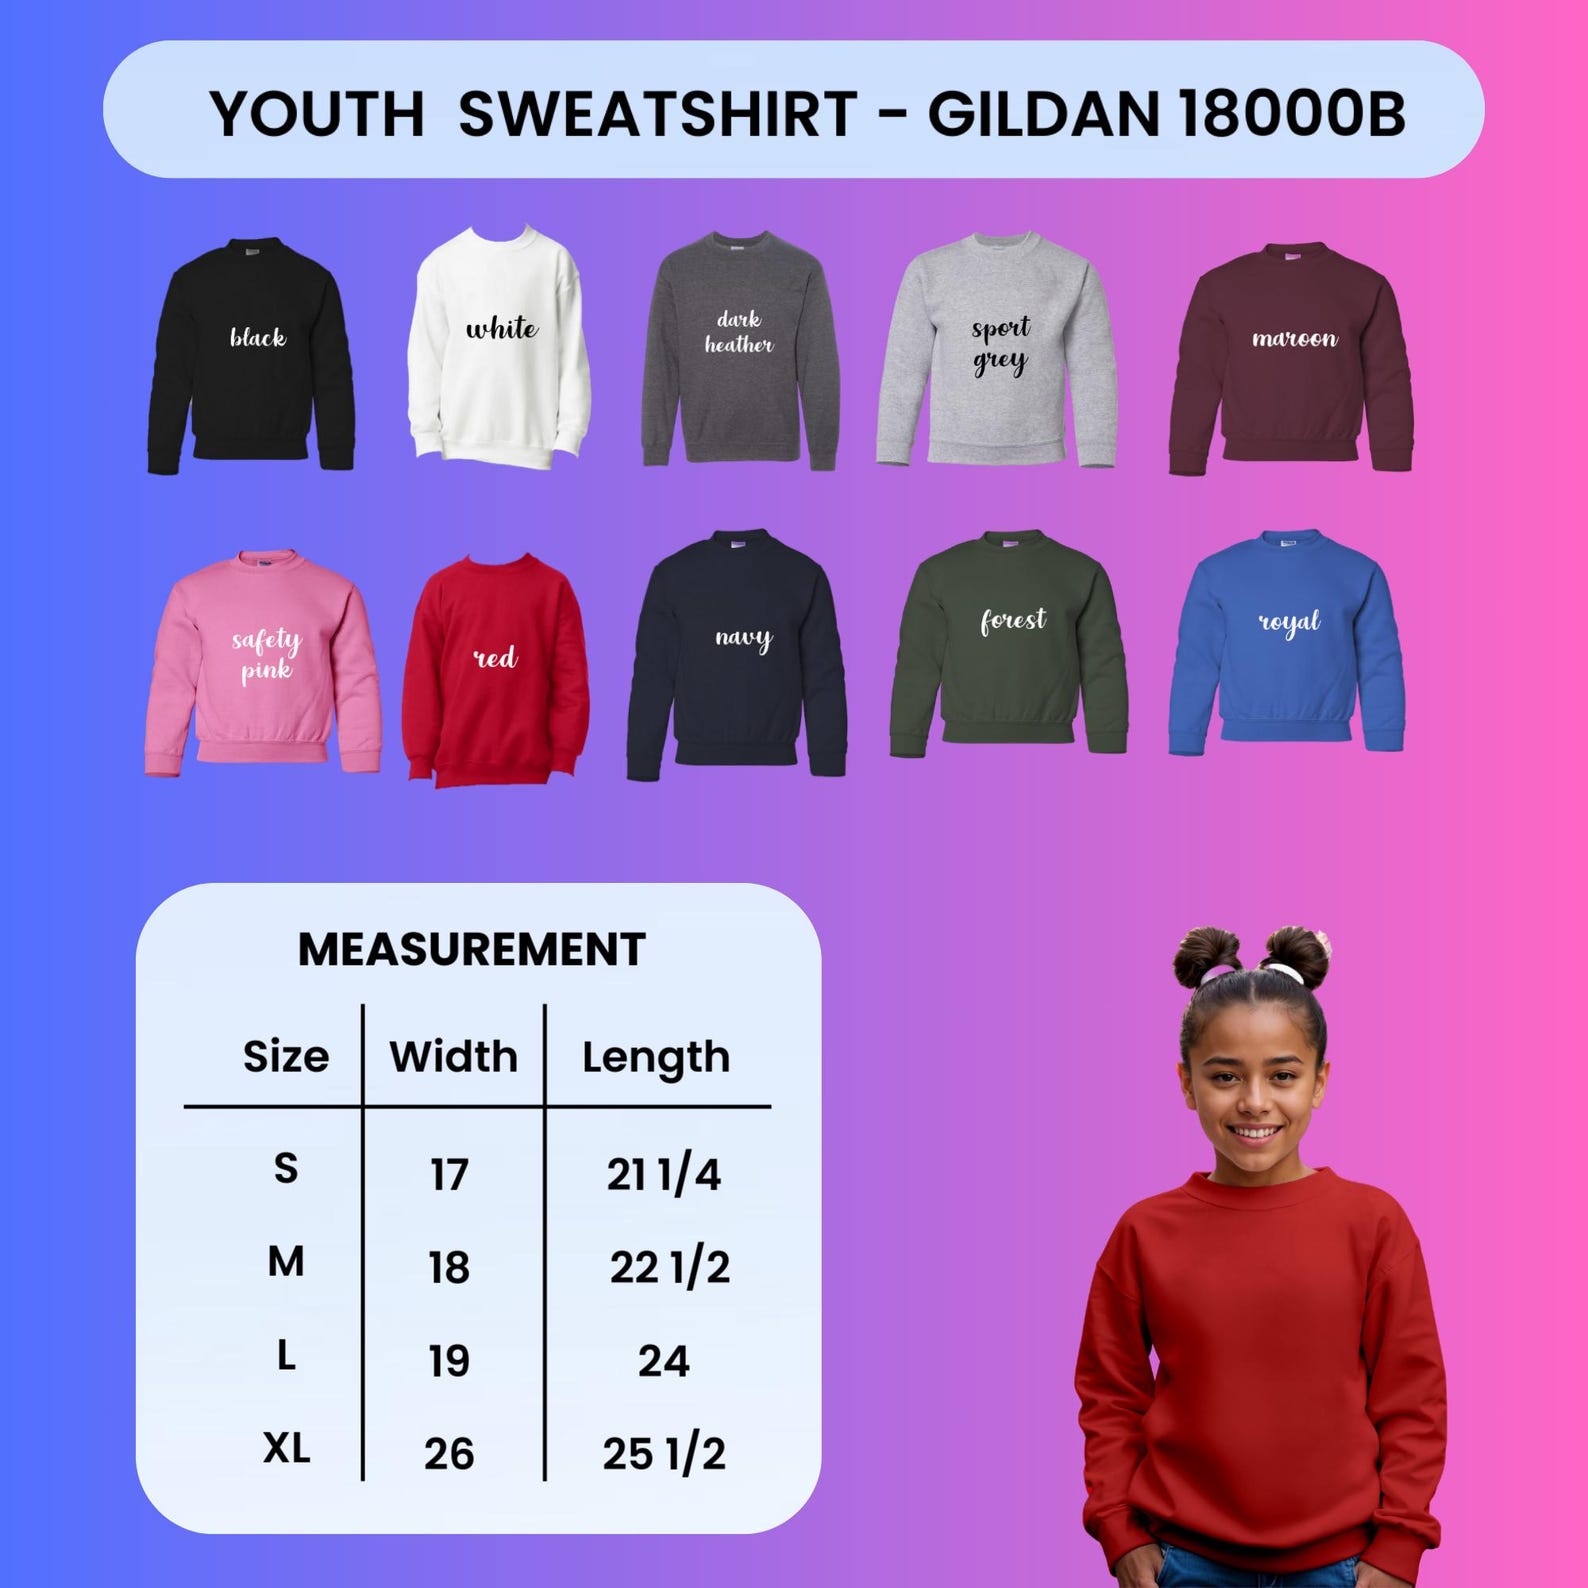 YOUTH SWEATSHIRT - GILDAN 18000B
black
white
dark
heather
sport
grey
maroon
safety
pink
red
navy
forest
royal
MEASUREMENT
Size Width Length
S 17 21 1/4
M 18 22 1/2
L 19 24
XL 26 25 1/2